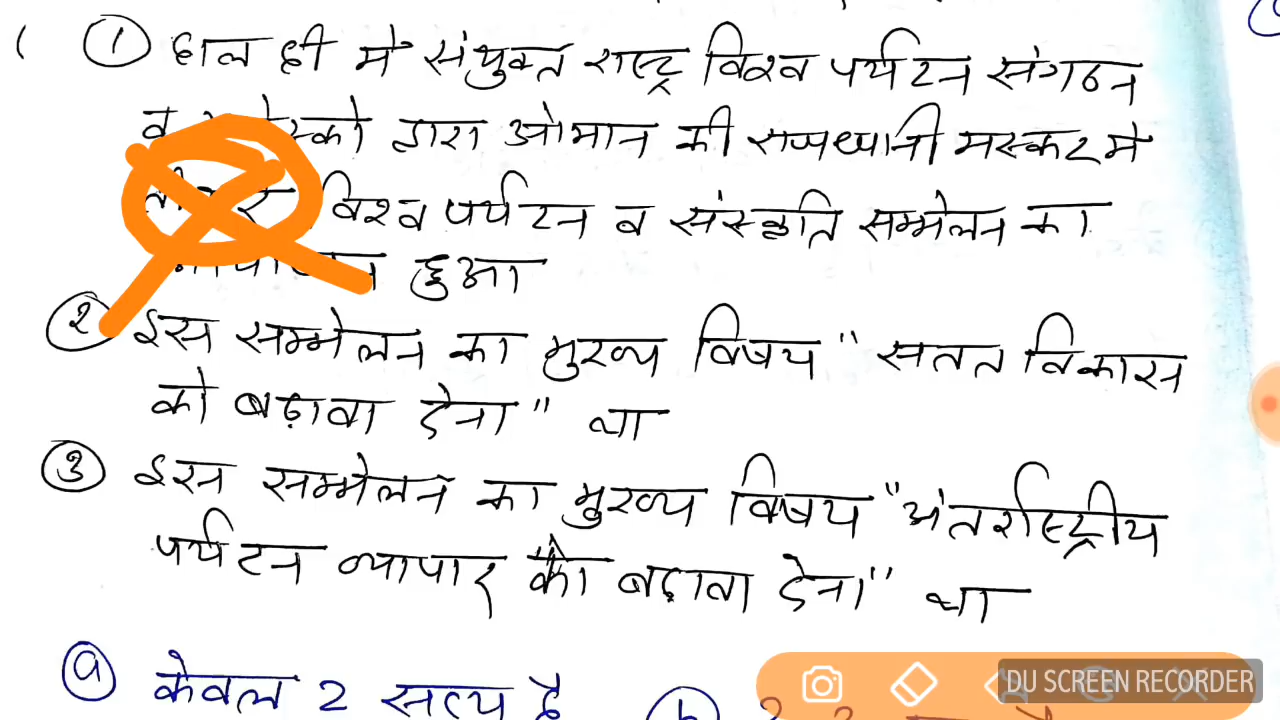 ① हाल ही मे संयुक्त राष्ट्र विश्व पर्यटन संगठन
व द्वारा ओमान की राजधानी मस्कट मे
विश्व पर्यटन व संस्कृति सम्मेलन का
हुआ
② इस सम्मेलन का मुख्य विषय "सतत विकास
को बढ़ावा देना" था
③ इस सम्मेलन का मुख्य विषय "अंतर्राष्ट्रीय
पर्यटन व्यापार को बढ़ावा देना" था
ⓐ केवल 2 सत्य है
ⓑ
DU SCREEN RECORDER